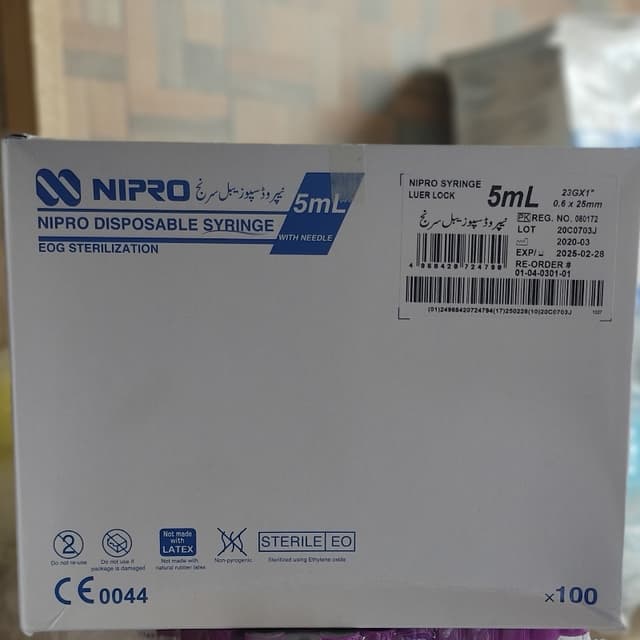 NIPRO نپرو ڈسپوزیبل سرنج
5mL
NIPRO DISPOSABLE SYRINGE
WITH NEEDLE
EOG STERILIZATION
NIPRO SYRINGE
LUER LOCK
5mL
23GX1"
0.6 x 25mm
نپرو ڈسپوزیبل سرنج
PK REG. NO. 080172
LOT 20C0703J
2020-03
EXP/ 2025-02-28
RE-ORDER #
01-04-0301-01
(01)24968420724794(17)250228(10)20C0703J
2
Do not re-use
Do not use if
package is damaged
Not made
with
LATEX
Not made with
natural rubber latex
Non-pyrogenic
STERILE EO
Sterilized using Ethylene oxide
CE 0044
x100